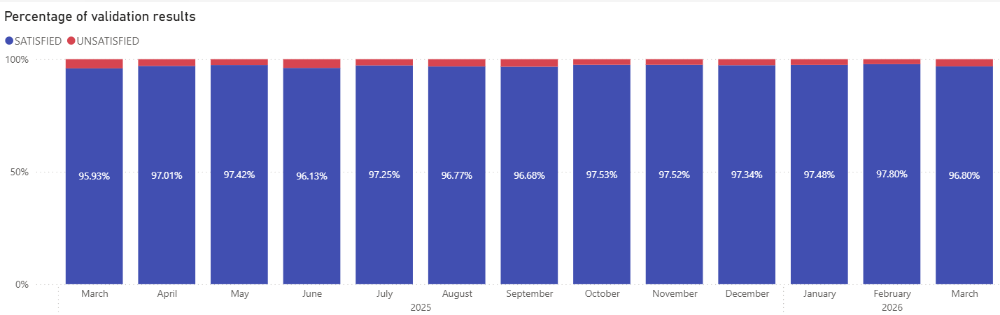 Percentage of validation results
SATISFIED UNSATISFIED
100%
50%
0%
95.93% 97.01% 97.42% 96.13% 97.25% 96.77% 96.68% 97.53% 97.52% 97.34% 97.48% 97.80% 96.80%
March April May June July August September October November December January February March
2025 2026